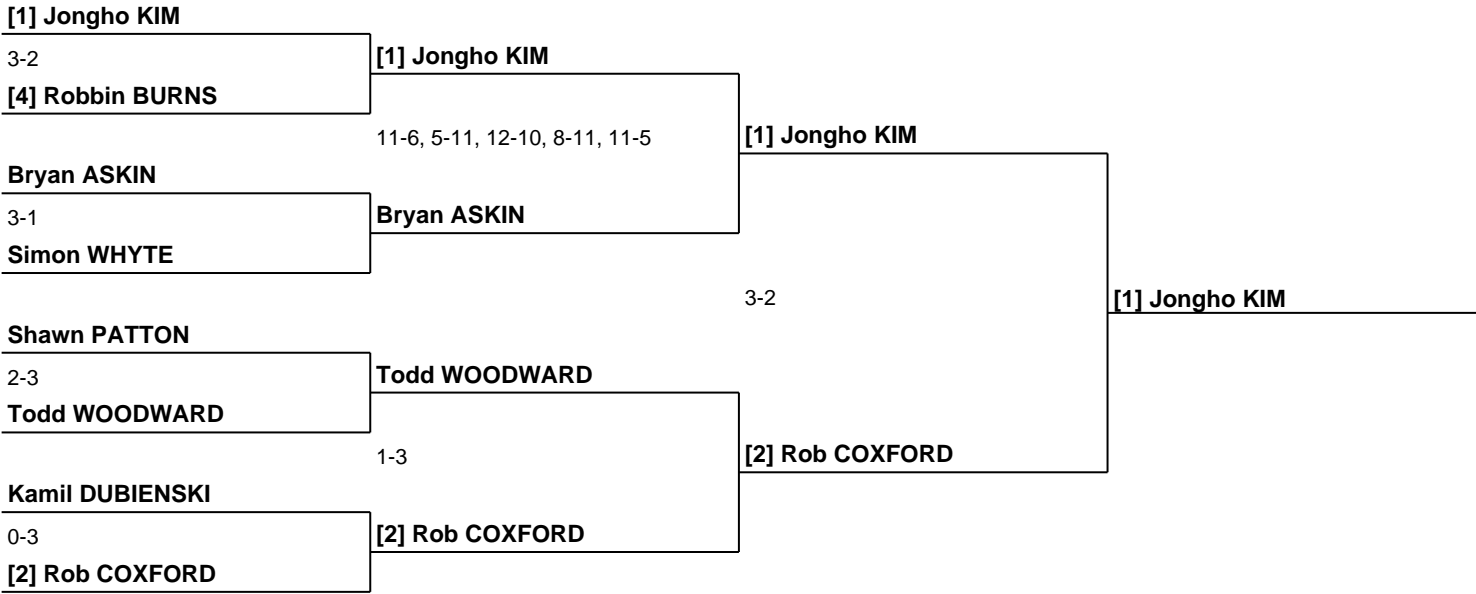 [1] Jongho KIM
3-2
[4] Robbin BURNS
Bryan ASKIN
3-1
Simon WHYTE
Shawn PATTON
2-3
Todd WOODWARD
Kamil DUBIENSKI
0-3
[2] Rob COXFORD
[1] Jongho KIM
11-6, 5-11, 12-10, 8-11, 11-5
Bryan ASKIN
Todd WOODWARD
1-3
[2] Rob COXFORD
[1] Jongho KIM
3-2
[2] Rob COXFORD
[1] Jongho KIM